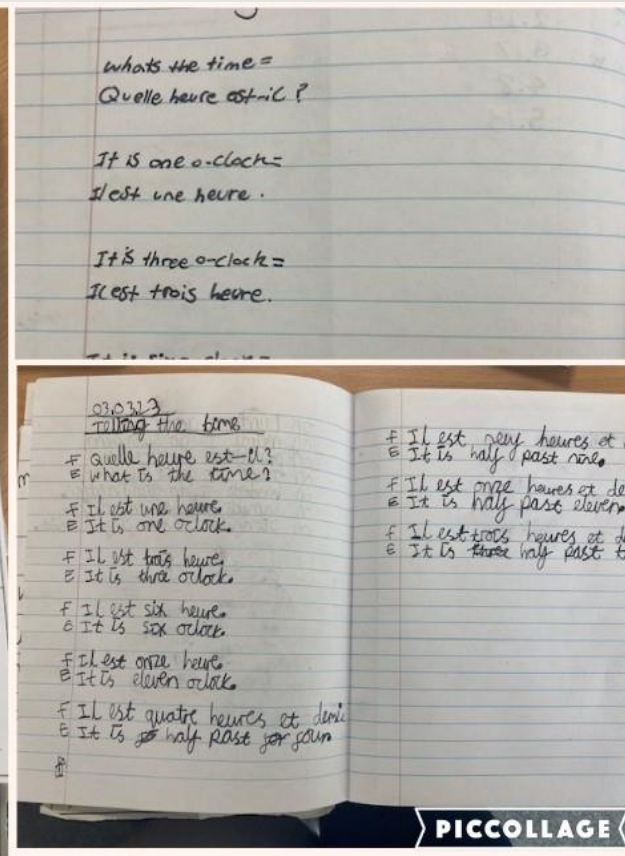 whats the time =
Quelle heure est-il ?
It is one o-clock =
Il est une heure .
It is three o-clock =
Il est trois heure.
03.03.23
Telling the time
F Quelle heure est-il?
E What is the time?
F Il est une heure.
E It is one oclock.
F Il est trois heure.
E It is three oclock.
F Il est six heure.
E It is six oclock.
F Il est onze heure.
E It is eleven oclock.
F Il est quatre heures et demi
E It is half past four
F Il est neuf heures et
E It is half past nine.
F Il est onze heures et de
E It is half past eleven.
F Il est trois heures et d
E It is three half past t
PICCOLLAGE